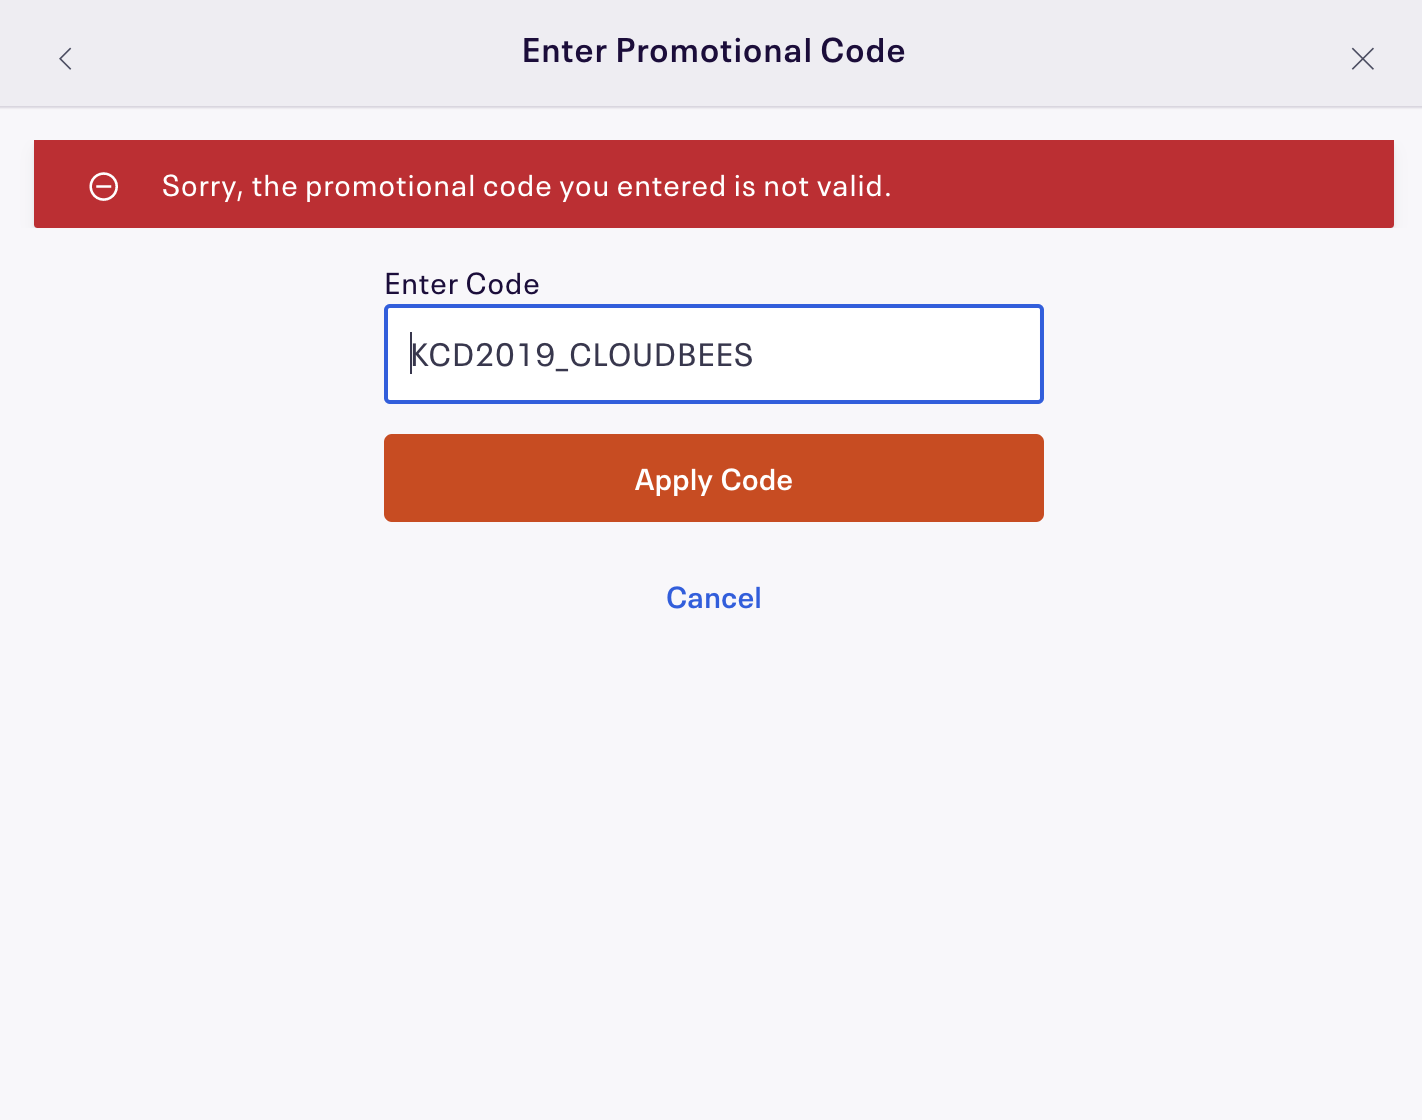 Enter Promotional Code
Sorry, the promotional code you entered is not valid.
Enter Code
KCD2019_CLOUDBEES
Apply Code
Cancel